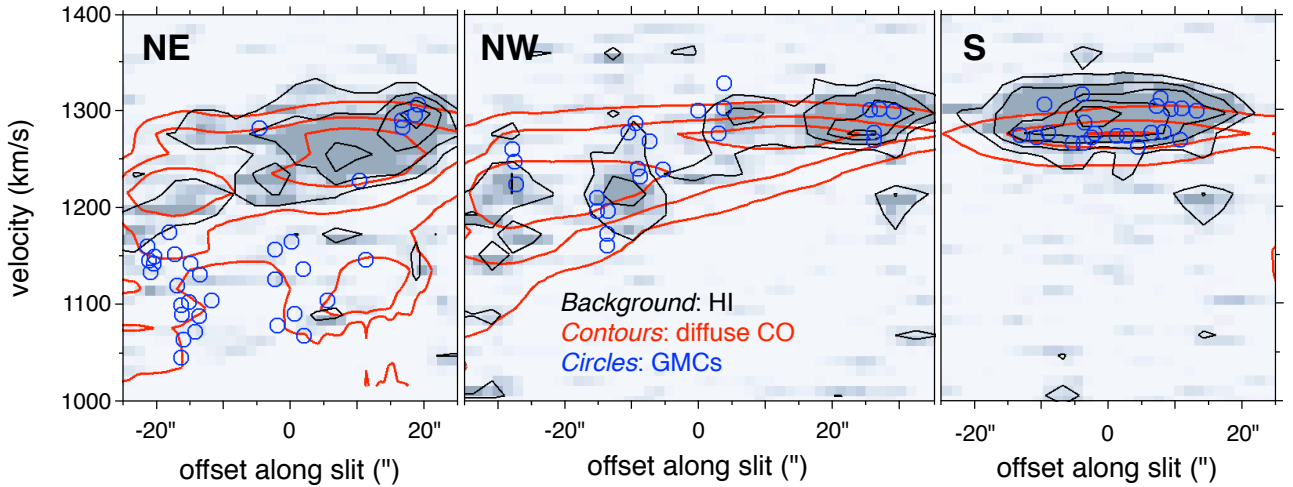 1400
1300
1200
1100
1000
velocity (km/s)
NE
NW
S
Background: HI
Contours: diffuse CO
Circles: GMCs
-20" 0 -20" 0 20" -20" 0 20"
offset along slit (") offset along slit (") offset along slit (")